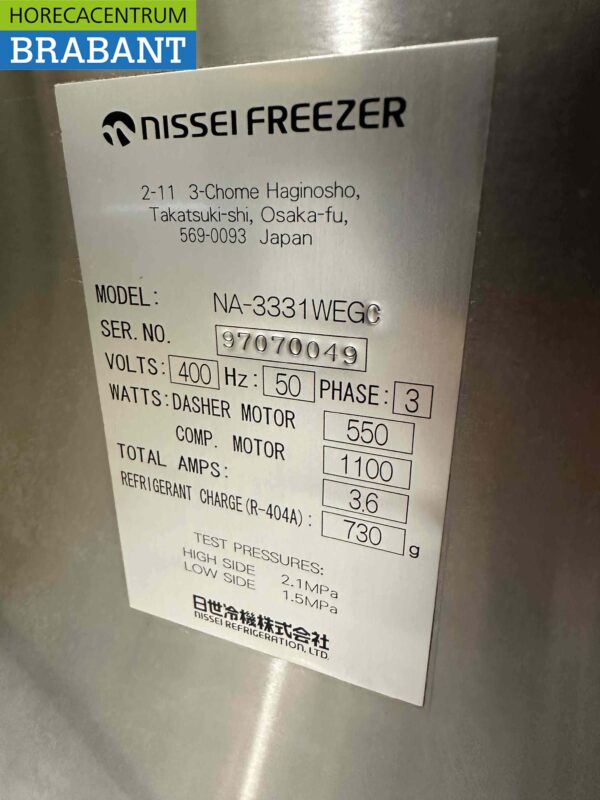 HORECACENTRUM
BRABANT
NISSEI FREEZER
2-11 3-Chome Haginosho,
Takatsuki-shi, Osaka-fu,
569-0093 Japan
MODEL: NA-3331WEGC
SER. NO. 97070049
VOLTS: 400 Hz: 50 PHASE: 3
WATTS: DASHER MOTOR 550
COMP. MOTOR 1100
TOTAL AMPS: 3.6
REFRIGERANT CHARGE (R-404A): 730 g
TEST PRESSURES:
HIGH SIDE 2.1MPa
LOW SIDE 1.5MPa
日世冷機株式会社
NISSEI REFRIGERATION, LTD.